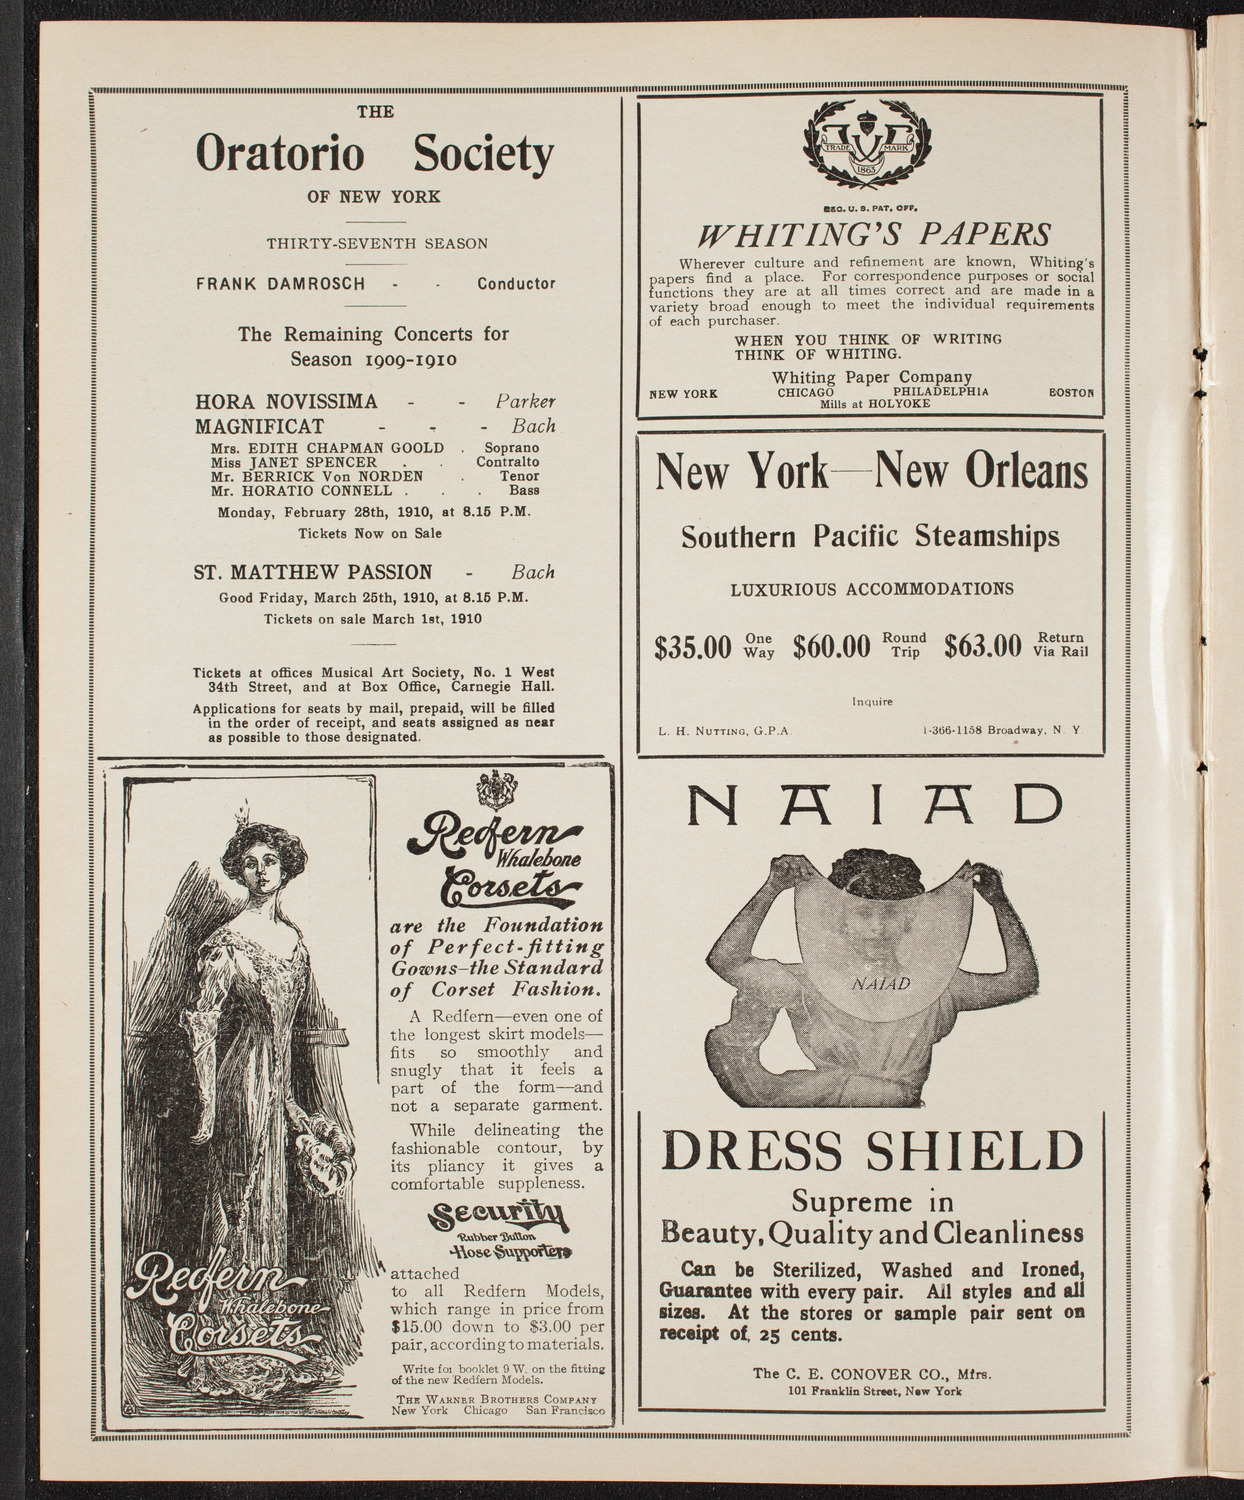 THE
Oratorio Society
OF NEW YORK
THIRTY-SEVENTH SEASON
FRANK DAMROSCH - - Conductor
The Remaining Concerts for
Season 1909-1910
HORA NOVISSIMA - - Parker
MAGNIFICAT - - - Bach
Mrs. EDITH CHAPMAN GOOLD . Soprano
Miss JANET SPENCER . . Contralto
Mr. BERRICK Von NORDEN . Tenor
Mr. HORATIO CONNELL . . . Bass
Monday, February 28th, 1910, at 8.15 P.M.
Tickets Now on Sale
ST. MATTHEW PASSION - Bach
Good Friday, March 25th, 1910, at 8.15 P.M.
Tickets on sale March 1st, 1910
Tickets at offices Musical Art Society, No. 1 West
34th Street, and at Box Office, Carnegie Hall.
Applications for seats by mail, prepaid, will be filled
in the order of receipt, and seats assigned as near
as possible to those designated.
Redfern
Whalebone
Corsets
are the Foundation
of Perfect-fitting
Gowns—the Standard
of Corset Fashion.
A Redfern—even one of
the longest skirt models—
fits so smoothly and
snugly that it feels a
part of the form—and
not a separate garment.
While delineating the
fashionable contour, by
its pliancy it gives a
comfortable suppleness.
Security
Rubber Button
Hose Supporters
attached
to all Redfern Models,
which range in price from
$15.00 down to $3.00 per
pair, according to materials.
Write for booklet 9 W. on the fitting
of the new Redfern Models.
THE WARNER BROTHERS COMPANY
New York Chicago San Francisco
Redfern
Whalebone
Corsets
TRADE MARK
1863
REG. U. S. PAT. OFF.
WHITING'S PAPERS
Wherever culture and refinement are known, Whiting's
papers find a place. For correspondence purposes or social
functions they are at all times correct and are made in a
variety broad enough to meet the individual requirements
of each purchaser.
WHEN YOU THINK OF WRITING
THINK OF WHITING.
Whiting Paper Company
NEW YORK CHICAGO PHILADELPHIA BOSTON
Mills at HOLYOKE
New York—New Orleans
Southern Pacific Steamships
LUXURIOUS ACCOMMODATIONS
$35.00 One Way $60.00 Round Trip $63.00 Return Via Rail
Inquire
L. H. NUTTING, G.P.A. 1-366-1158 Broadway, N. Y.
NAIAD
NAIAD
DRESS SHIELD
Supreme in
Beauty, Quality and Cleanliness
Can be Sterilized, Washed and Ironed,
Guarantee with every pair. All styles and all
sizes. At the stores or sample pair sent on
receipt of, 25 cents.
The C. E. CONOVER CO., Mfrs.
101 Franklin Street, New York